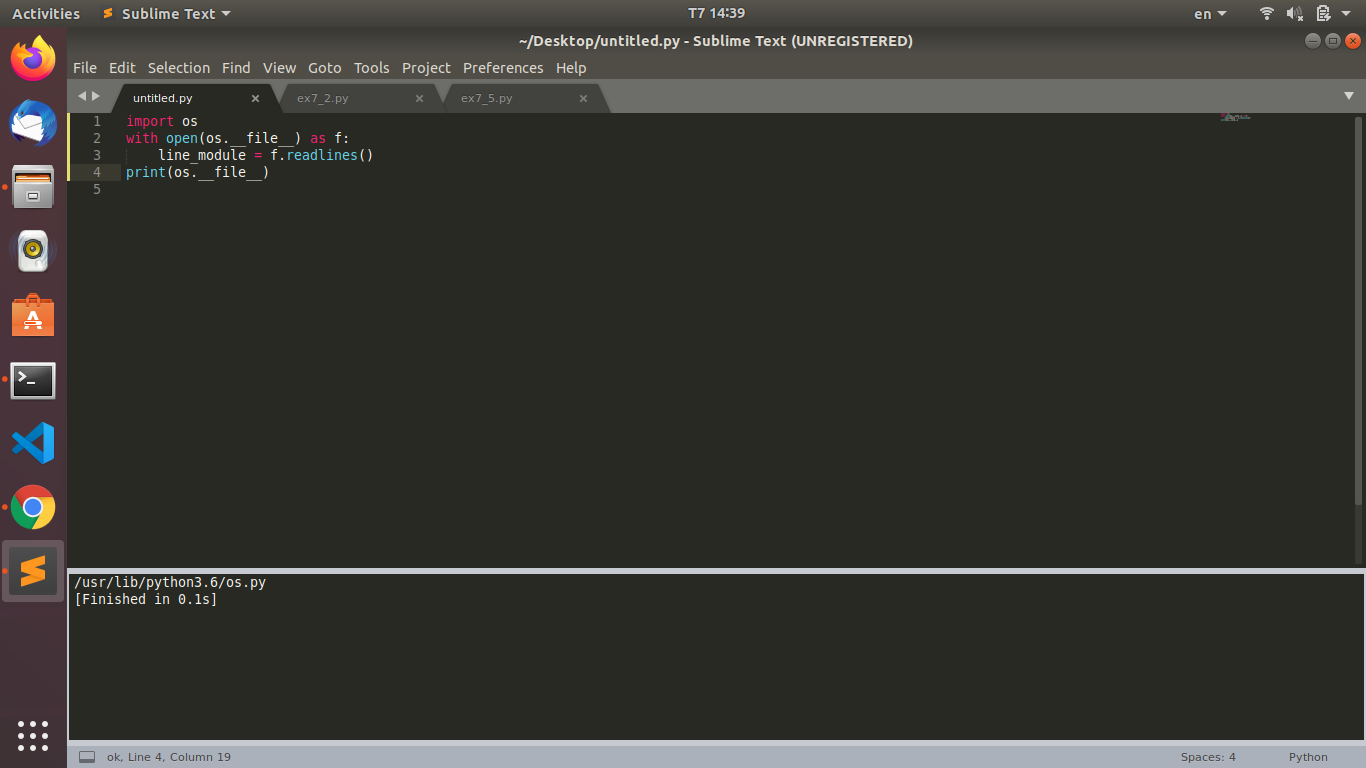 Activities Sublime Text T7 14:39 en
~/Desktop/untitled.py - Sublime Text (UNREGISTERED)
File Edit Selection Find View Goto Tools Project Preferences Help
untitled.py × ex7_2.py × ex7_5.py ×
1 import os
2 with open(os.__file__) as f:
3     line_module = f.readlines()
4 print(os.__file__)
5
/usr/lib/python3.6/os.py
[Finished in 0.1s]
ok, Line 4, Column 19 Spaces: 4 Python